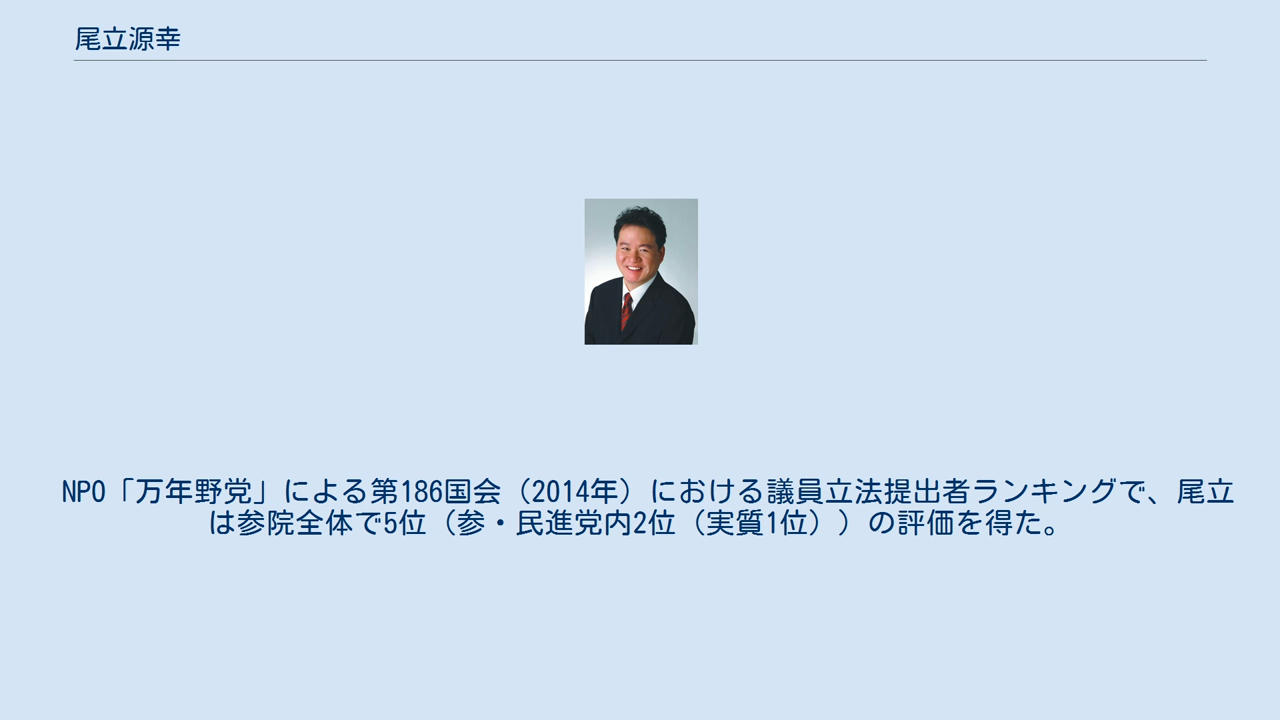 尾立源幸
NPO「万年野党」による第186国会（2014年）における議員立法提出者ランキングで、尾立
は参院全体で5位（参・民進党内2位（実質1位））の評価を得た。